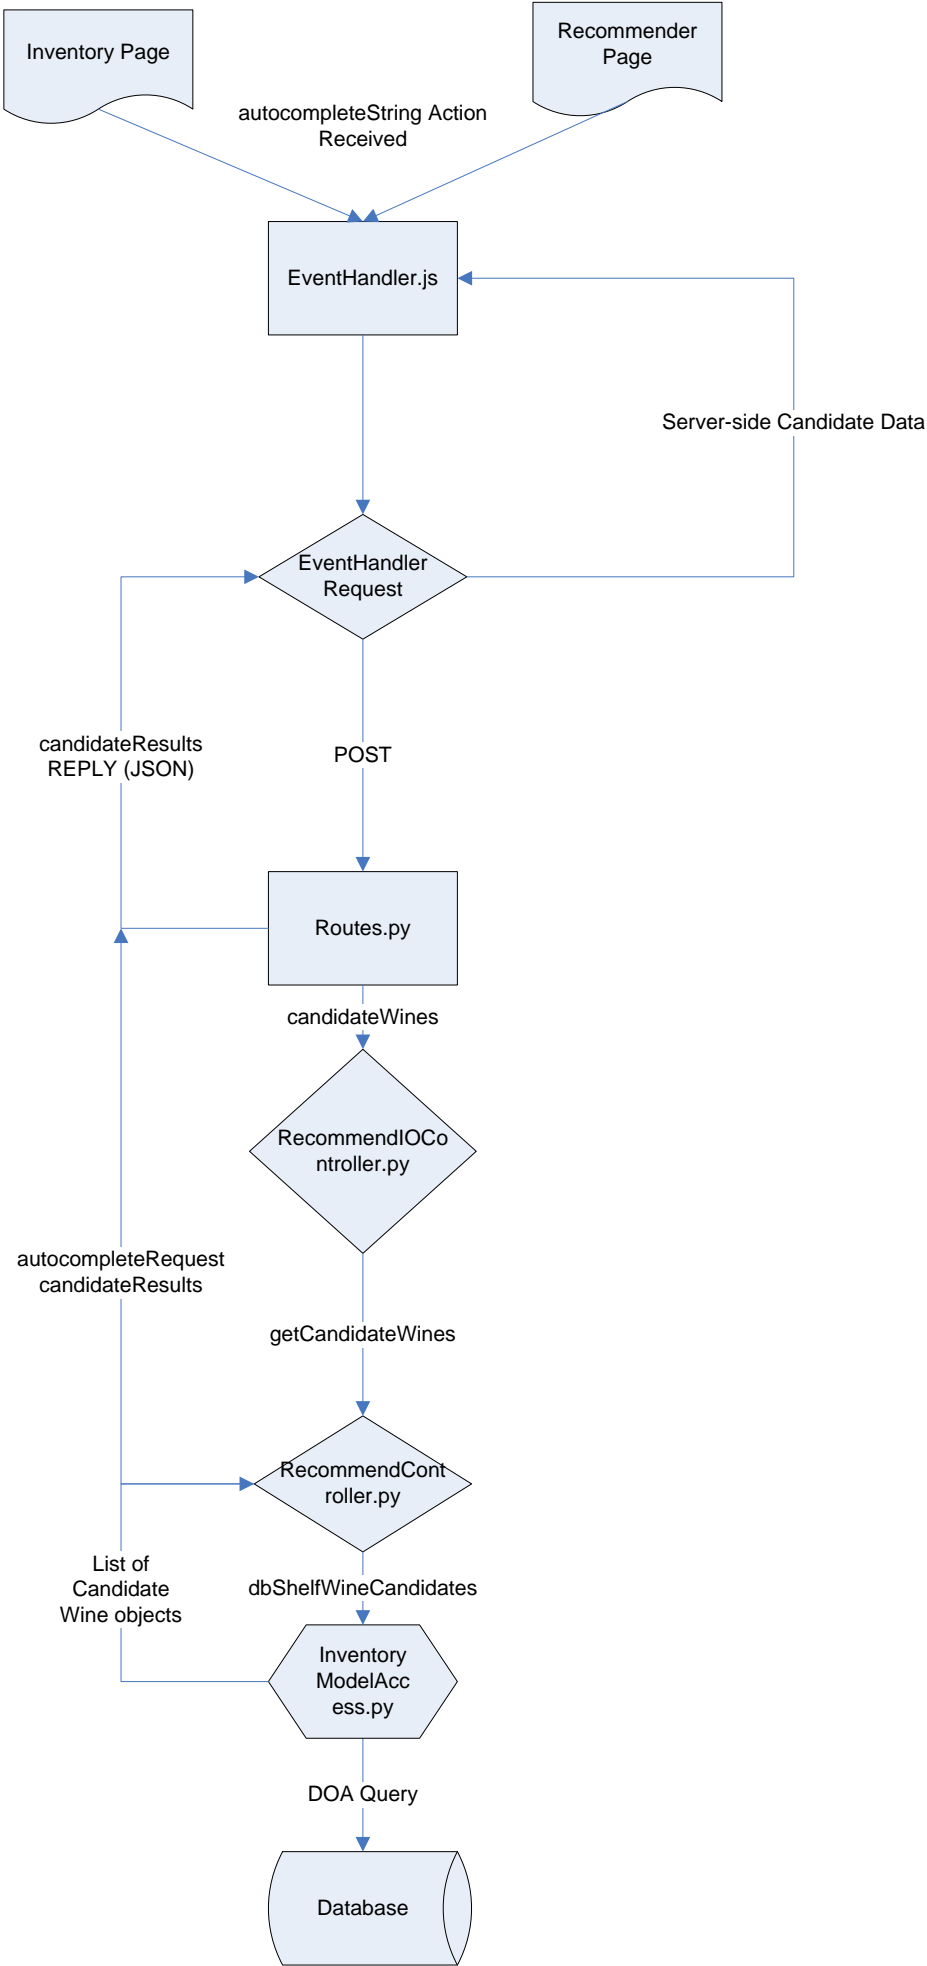 Inventory Page
Recommender
Page
autocompleteString Action
Received
EventHandler.js
Server-side Candidate Data
EventHandler
Request
candidateResults
REPLY (JSON)
POST
Routes.py
candidateWines
RecommendIOCo
ntroller.py
autocompleteRequest
candidateResults
getCandidateWines
RecommendCont
roller.py
List of
Candidate
Wine objects
dbShelfWineCandidates
Inventory
ModelAcc
ess.py
DOA Query
Database